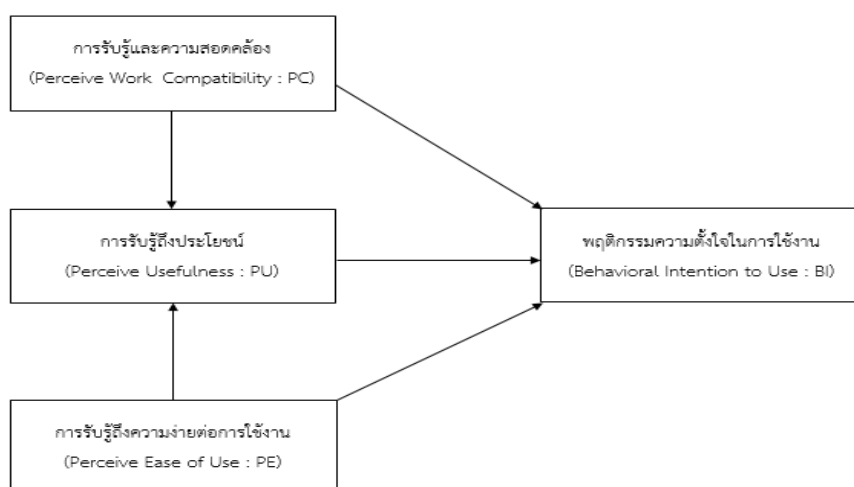 การรับรู้และความสอดคล้อง
(Perceive Work Compatibility : PC)
การรับรู้ถึงประโยชน์
(Perceive Usefulness : PU)
พฤติกรรมความตั้งใจในการใช้งาน
(Behavioral Intention to Use : BI)
การรับรู้ถึงความง่ายต่อการใช้งาน
(Perceive Ease of Use : PE)